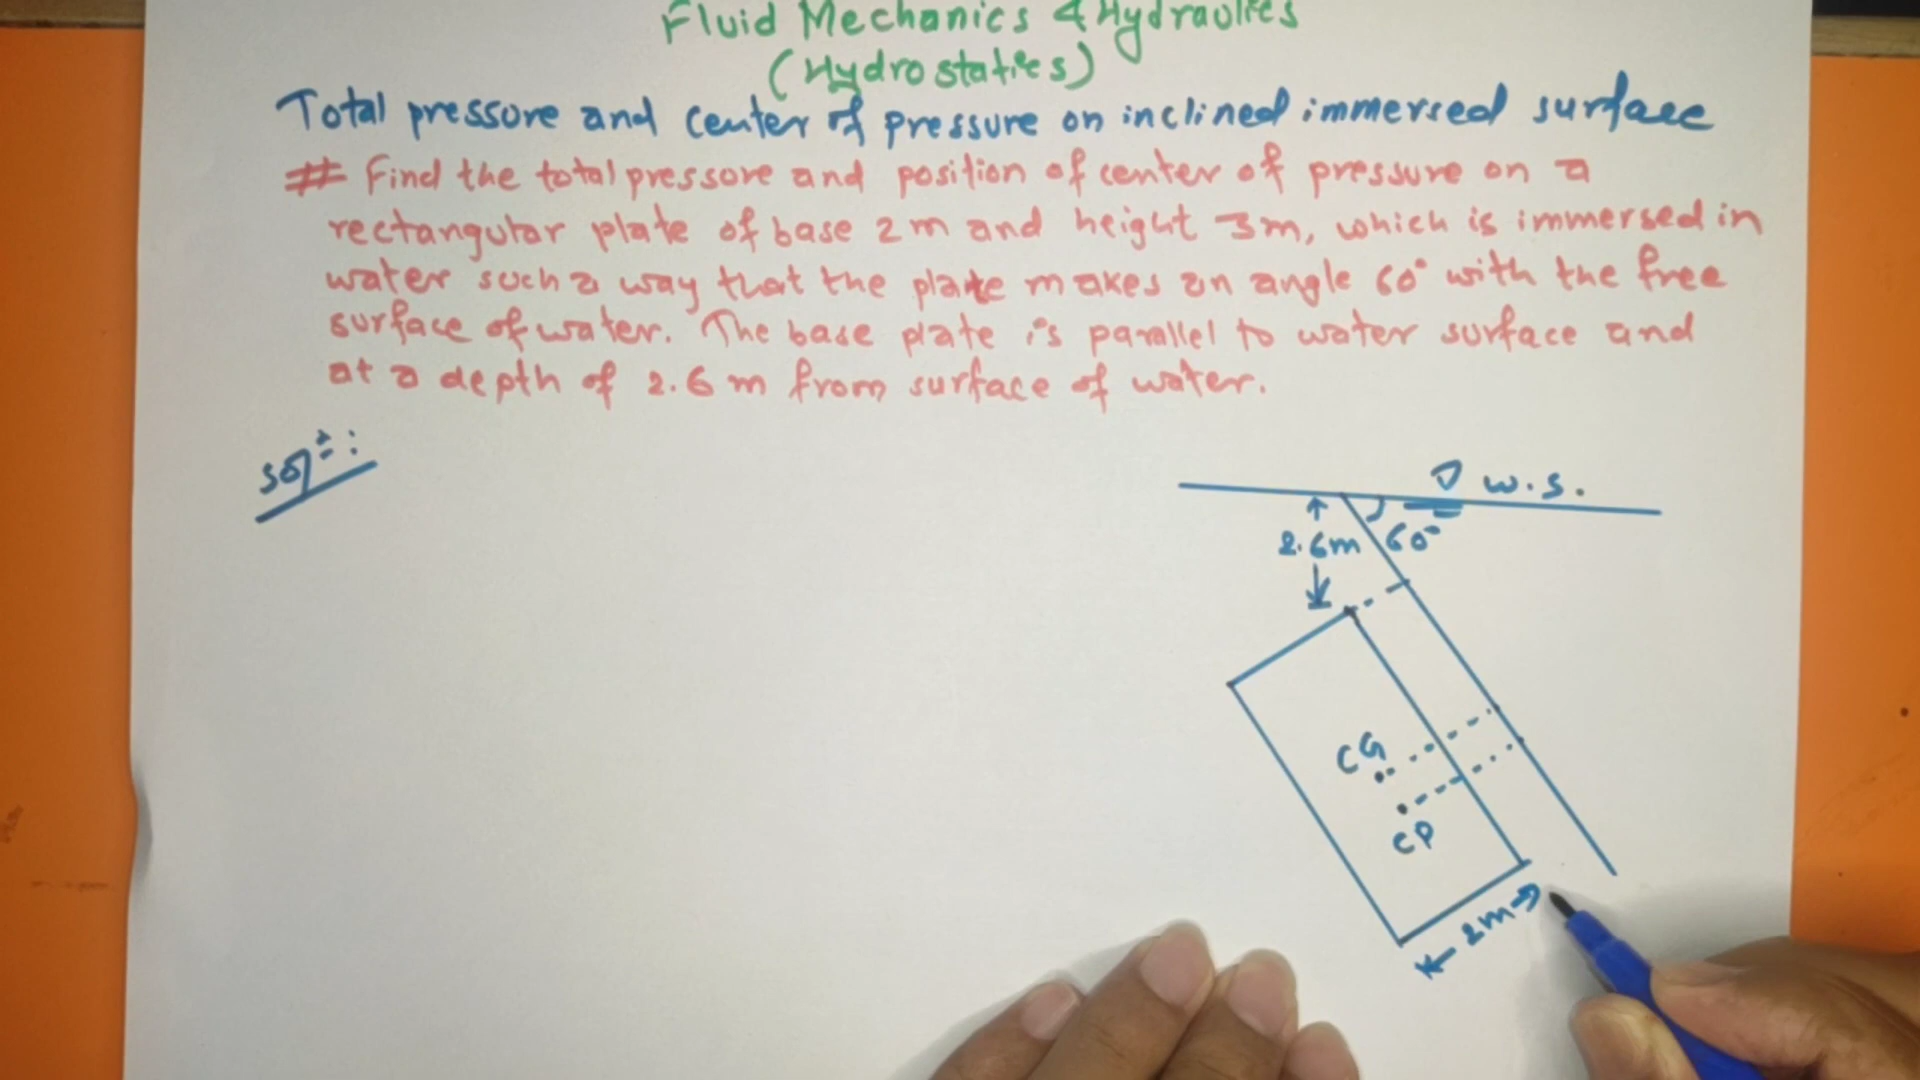 Fluid Mechanics & Hydraulics
(Hydrostatics)
Total pressure and center of pressure on inclined immersed surface
# Find the total pressure and position of center of pressure on a
rectangular plate of base 2m and height 3m, which is immersed in
water such a way that the plate makes an angle 60° with the free
surface of water. The base plate is parallel to water surface and
at a depth of 2.6m from surface of water.
Solⁿ:
∇ W.S.
2.6m 60°
CG
CP
2m